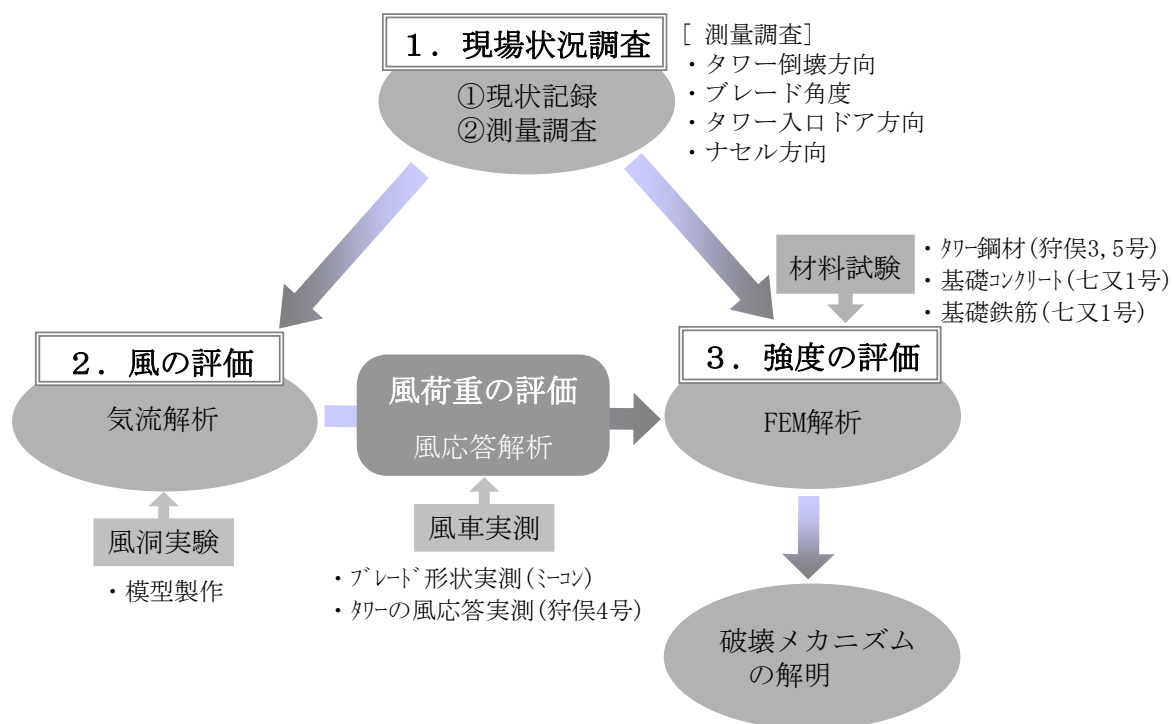 １．現場状況調査
①現状記録
②測量調査
[ 測量調査]
・タワー倒壊方向
・ブレード角度
・タワー入口ドア方向
・ナセル方向
材料試験
・ﾀﾜｰ鋼材(狩俣3,5号)
・基礎ｺﾝｸﾘｰﾄ(七又1号)
・基礎鉄筋(七又1号)
２．風の評価
気流解析
風荷重の評価
風応答解析
３．強度の評価
FEM解析
風洞実験
・模型製作
風車実測
・ﾌﾞﾚｰﾄﾞ形状実測(ﾐｰｺﾝ)
・ﾀﾜｰの風応答実測(狩俣4号)
破壊メカニズム
の解明